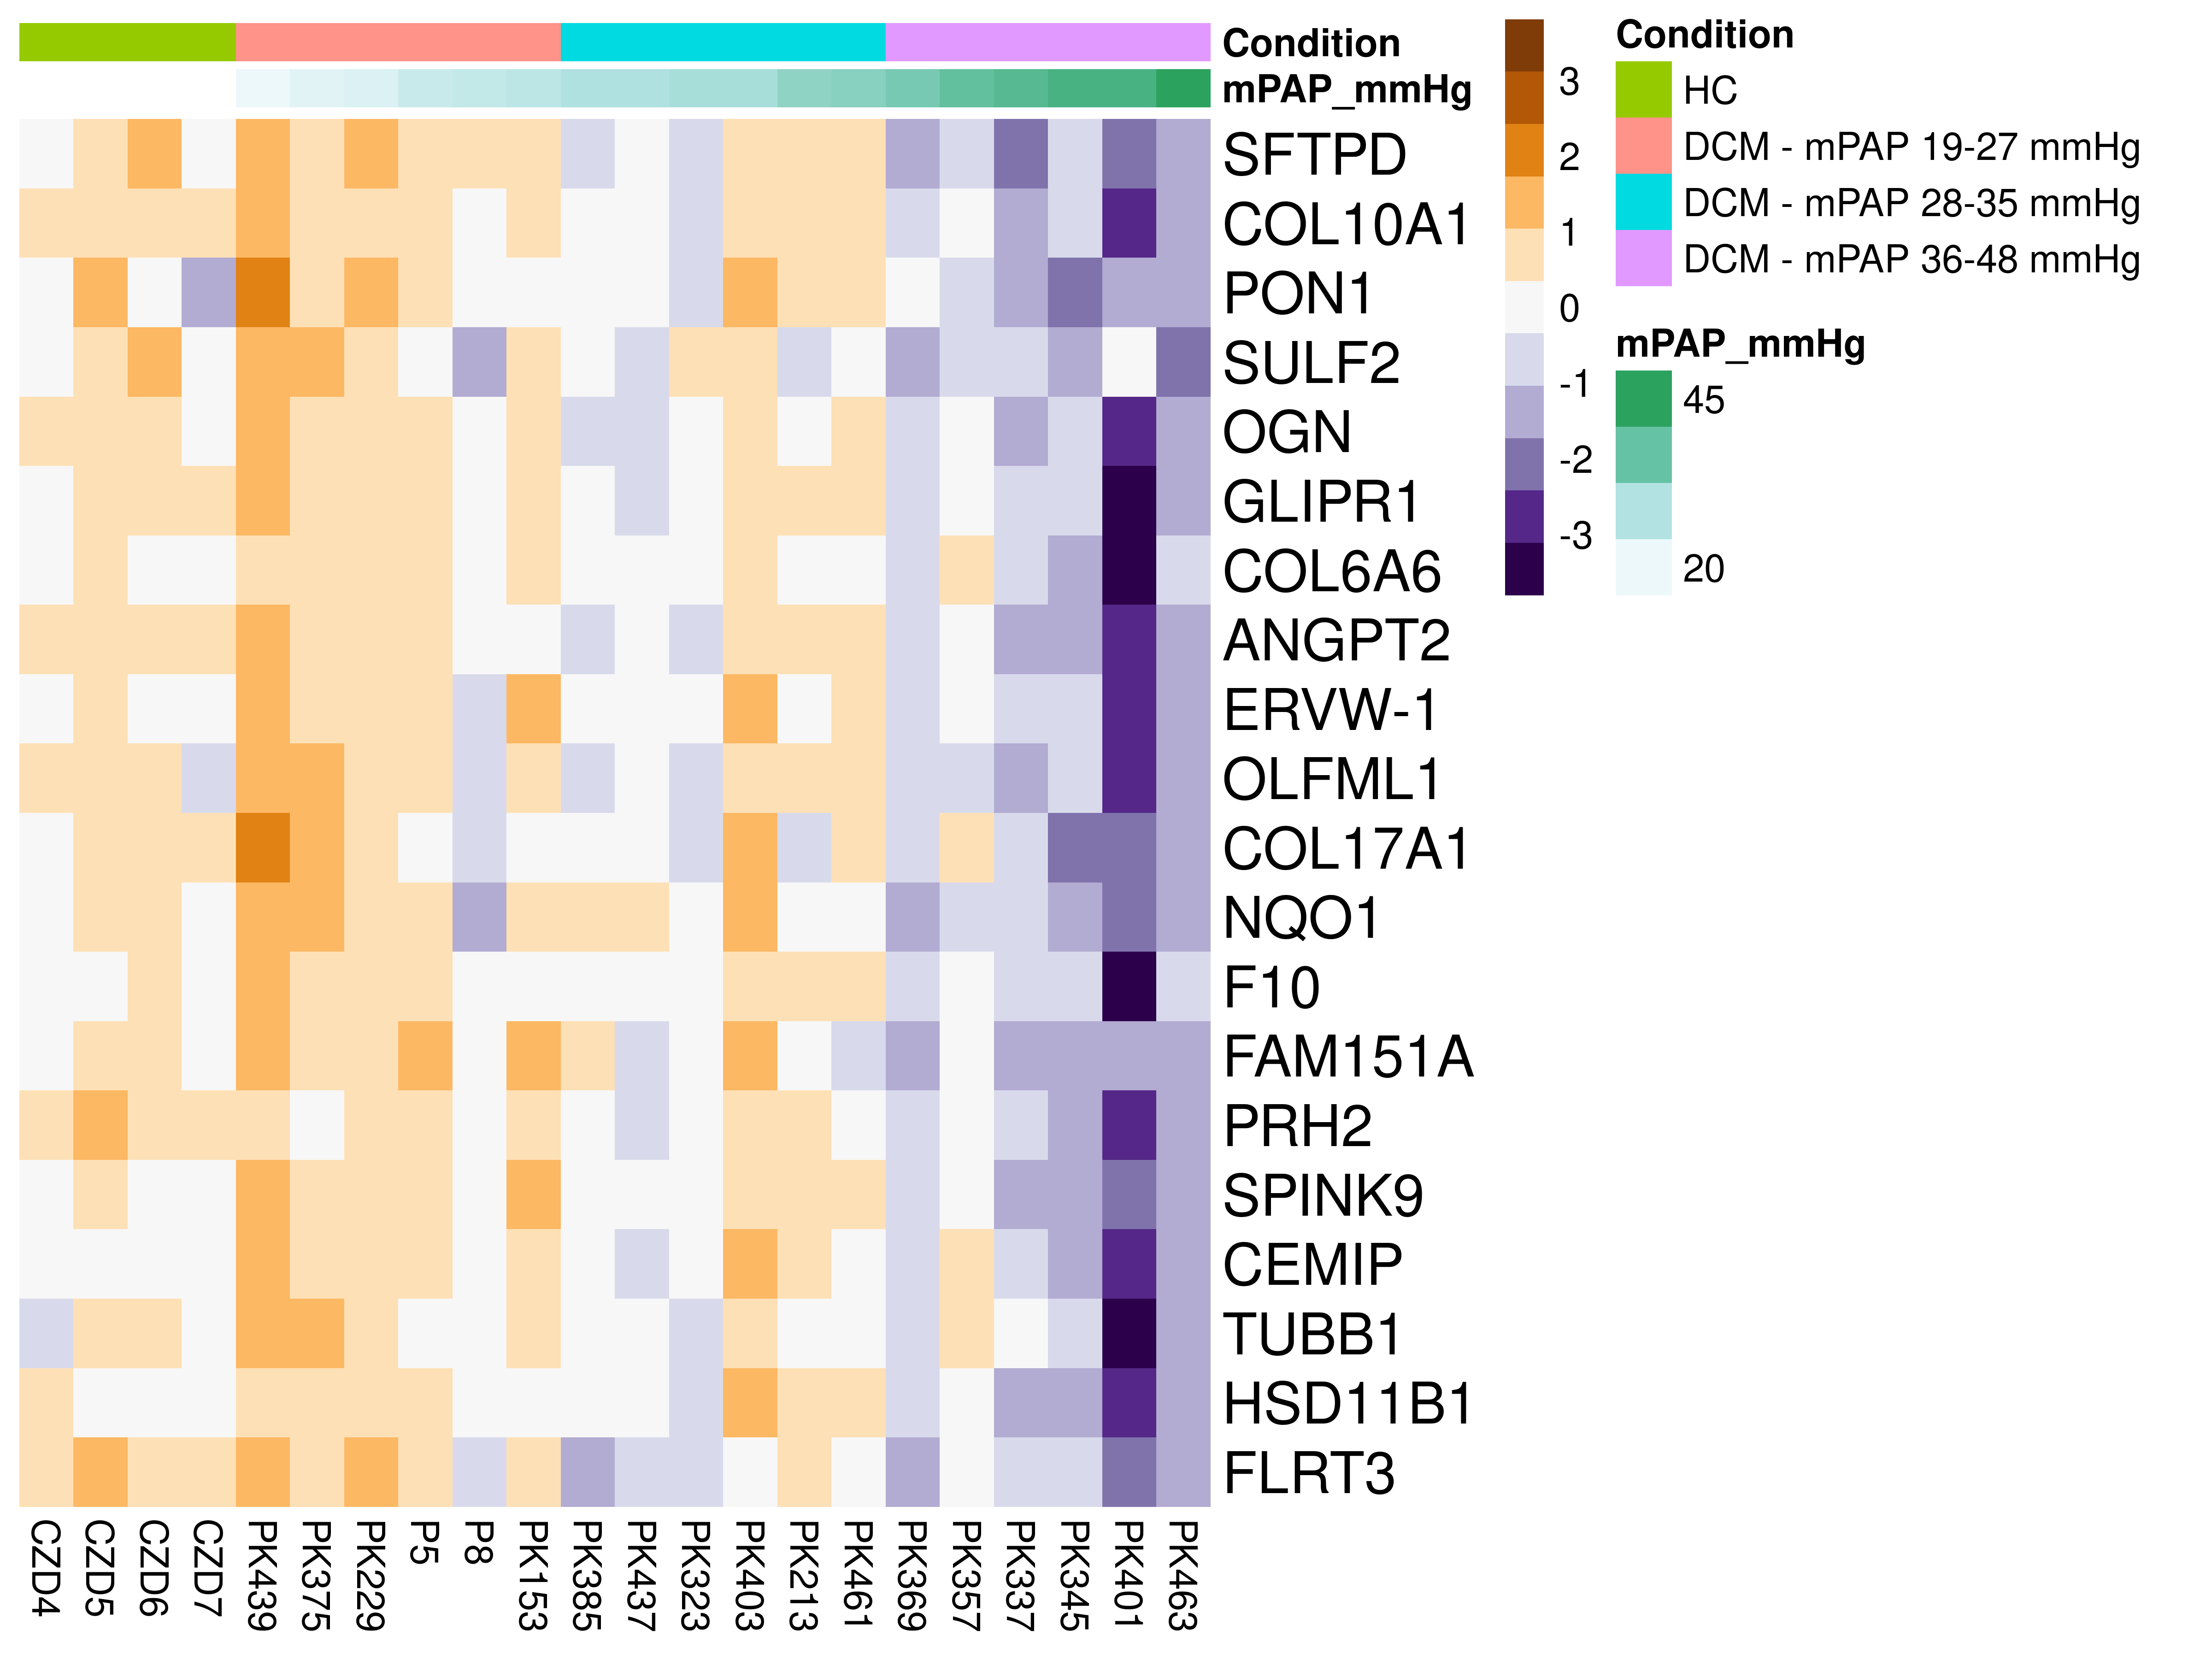 Condition
mPAP_mmHg
SFTPD
COL10A1
PON1
SULF2
OGN
GLIPR1
COL6A6
ANGPT2
ERVW-1
OLFML1
COL17A1
NQO1
F10
FAM151A
PRH2
SPINK9
CEMIP
TUBB1
HSD11B1
FLRT3
CZD4
CZD5
CZD6
CZD7
PK439
PK375
PK229
P5
P8
PK153
PK385
PK437
PK323
PK403
PK213
PK461
PK369
PK357
PK337
PK345
PK401
PK463
3
2
1
0
-1
-2
-3
Condition
HC
DCM - mPAP 19-27 mmHg
DCM - mPAP 28-35 mmHg
DCM - mPAP 36-48 mmHg
mPAP_mmHg
45
20